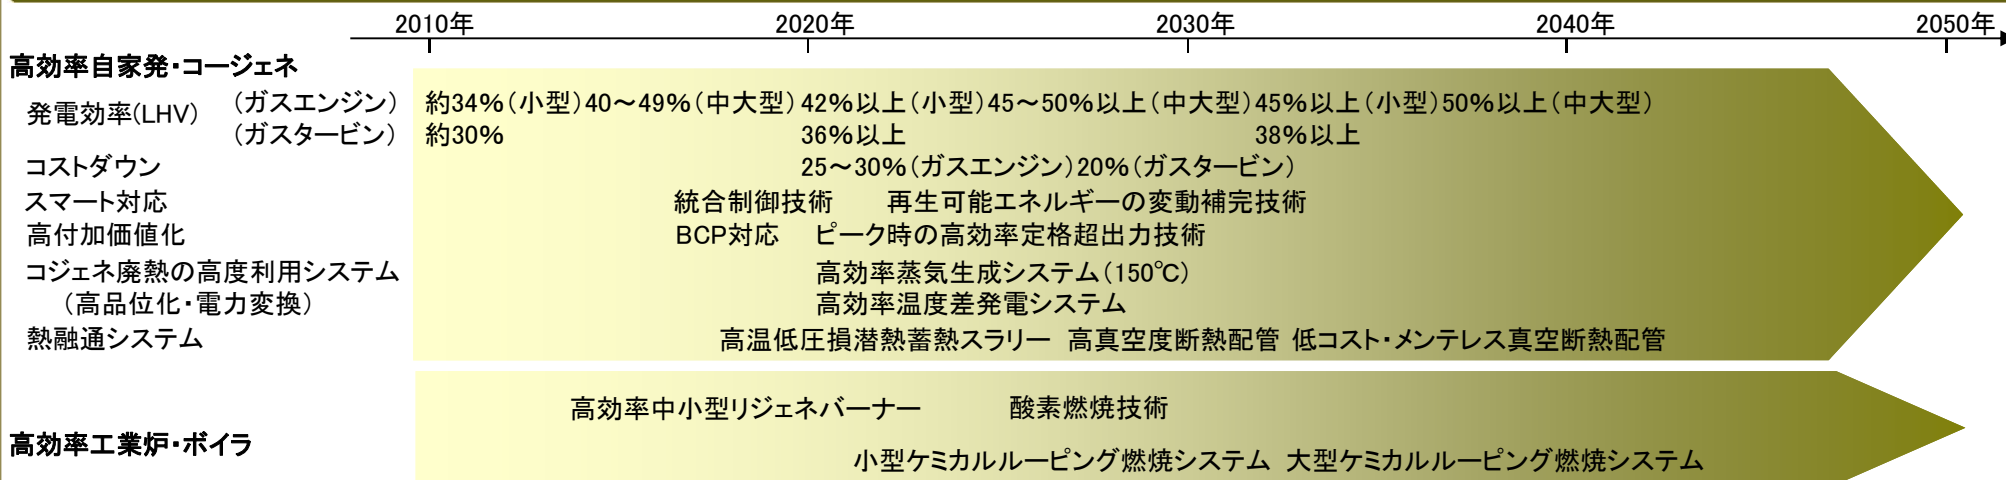 2010年 2020年 2030年 2040年 2050年
高効率自家発・コージェネ
発電効率(LHV) (ガスエンジン) 約34%(小型)40～49%(中大型)42%以上(小型)45～50%以上(中大型)45%以上(小型)50%以上(中大型)
(ガスタービン) 約30% 36%以上 38%以上
コストダウン 25～30%(ガスエンジン)20%(ガスタービン)
スマート対応 統合制御技術 再生可能エネルギーの変動補完技術
高付加価値化 BCP対応 ピーク時の高効率定格超出力技術
コジェネ廃熱の高度利用システム 高効率蒸気生成システム(150℃)
(高品位化・電力変換) 高効率温度差発電システム
熱融通システム 高温低圧損潜熱蓄熱スラリー 高真空度断熱配管 低コスト・メンテレス真空断熱配管
高効率中小型リジェネバーナー 酸素燃焼技術
高効率工業炉・ボイラ
小型ケミカルルーピング燃焼システム 大型ケミカルルーピング燃焼システム